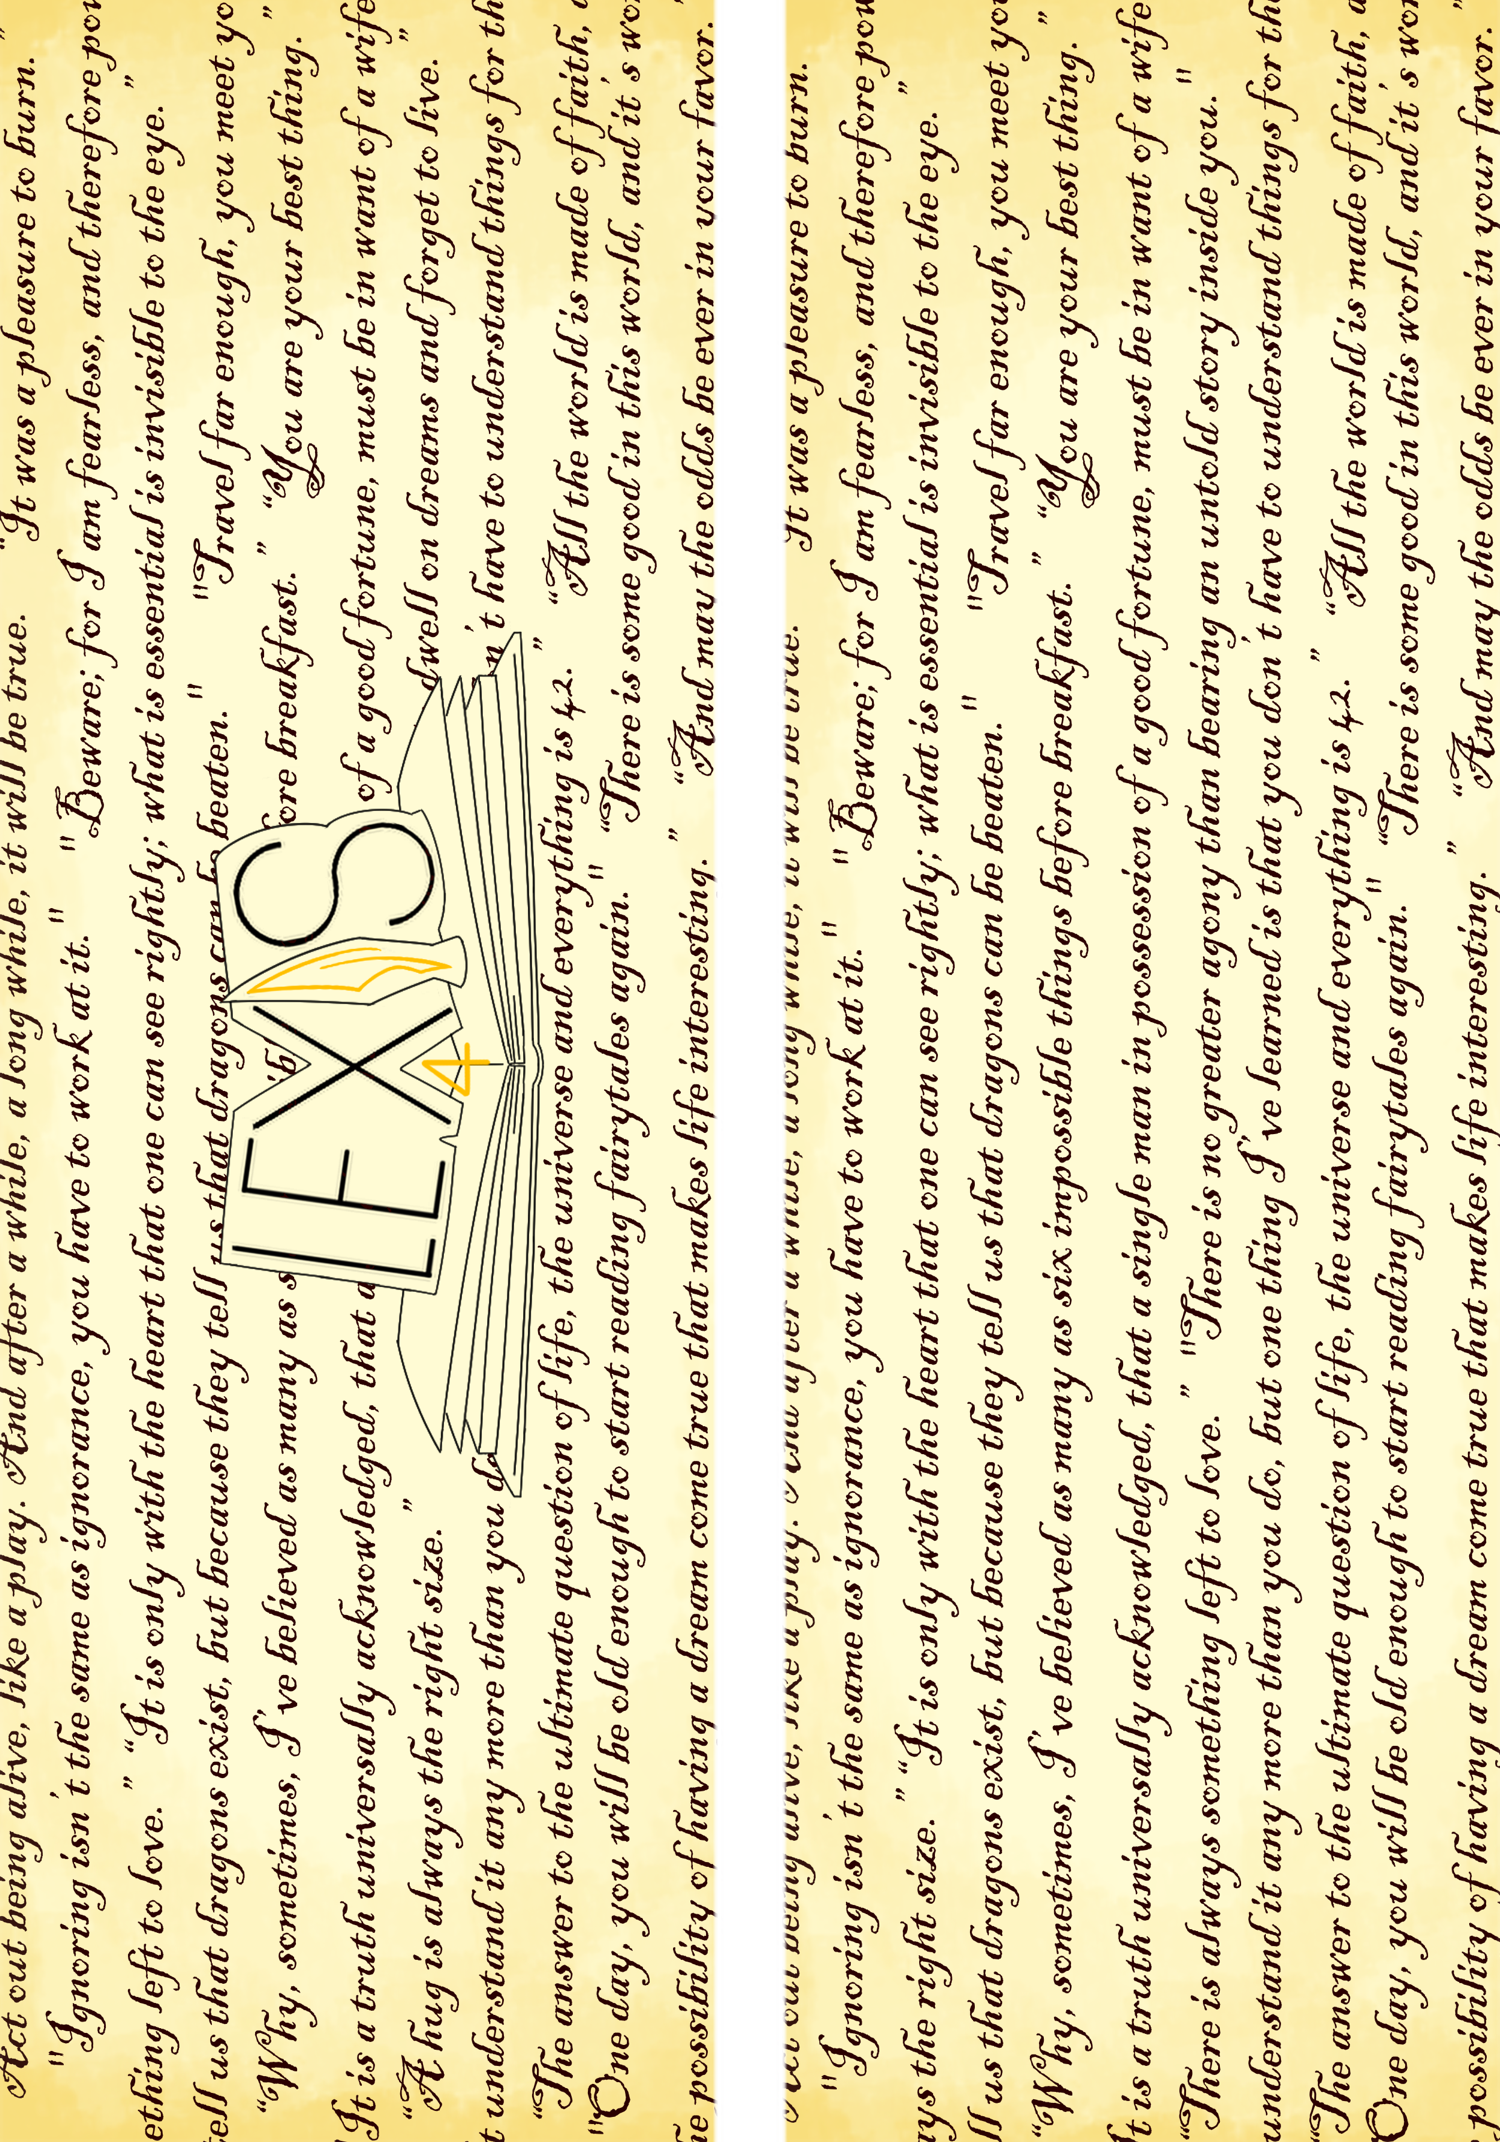 Act out being alive, like a play. And after a while, a long while, it will be true. "It was a pleasure to burn. "
"Ignoring isn't the same as ignorance, you have to work at it." "Beware; for I am fearless, and therefore pow
ething left to love. " "It is only with the heart that one can see rightly; what is essential is invisible to the eye. "
tell us that dragons exist, but because they tell us that dragons can be beaten." "Travel far enough, you meet yo
"Why, sometimes, I've believed as many as s ib ore breakfast. " "You are your best thing. "
"It is a truth universally acknowledged, that a of a good fortune, must be in want of a wife
"A hug is always the right size. " dwell on dreams and forget to live. "
t understand it any more than you d n't have to understand things for th
"The answer to the ultimate question of life, the universe and everything is 42. " "All the world is made of faith, a
"One day, you will be old enough to start reading fairytales again." "There is some good in this world, and it's wor
he possibility of having a dream come true that makes life interesting. " "And may the odds be ever in your favor. "
LEXIS
4
Act out being alive, like a play. And after a while, a long while, it will be true. It was a pleasure to burn.
"Ignoring isn't the same as ignorance, you have to work at it." "Beware; for I am fearless, and therefore pow
ays the right size. " "It is only with the heart that one can see rightly; what is essential is invisible to the eye. "
ll us that dragons exist, but because they tell us that dragons can be beaten." "Travel far enough, you meet you
"Why, sometimes, I've believed as many as six impossible things before breakfast. " "You are your best thing. "
It is a truth universally acknowledged, that a single man in possession of a good fortune, must be in want of a wife
"There is always something left to love. " "There is no greater agony than bearing an untold story inside you."
understand it any more than you do, but one thing I've learned is that you don't have to understand things for the
"The answer to the ultimate question of life, the universe and everything is 42. " "All the world is made of faith, a
One day, you will be old enough to start reading fairytales again." "There is some good in this world, and it's wor
possibility of having a dream come true that makes life interesting. " "And may the odds be ever in your favor. "